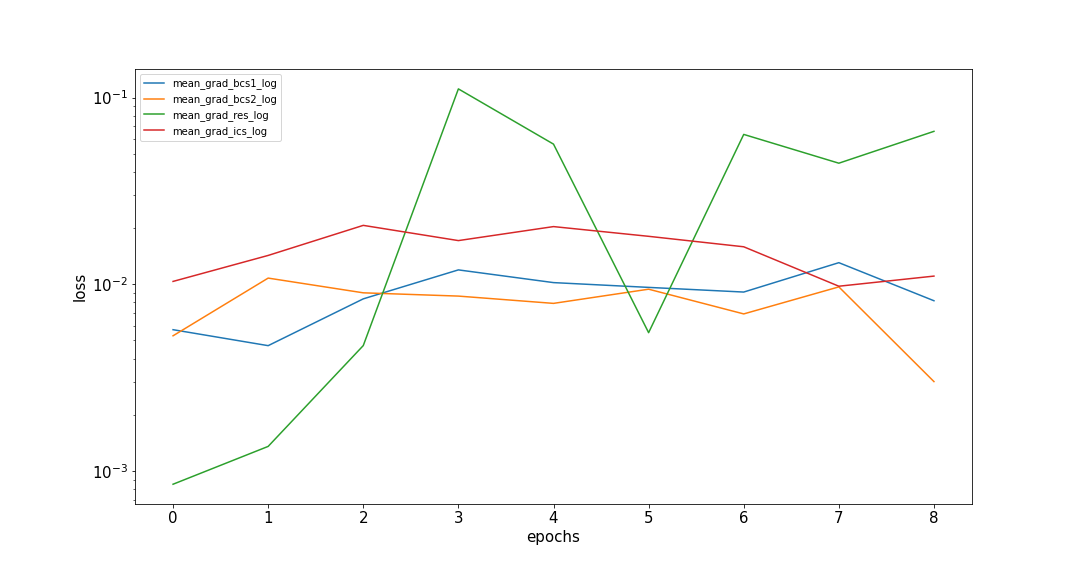 mean_grad_bcs1_log
mean_grad_bcs2_log
mean_grad_res_log
mean_grad_ics_log
10⁻¹
10⁻²
10⁻³
loss
0 1 2 3 4 5 6 7 8
epochs